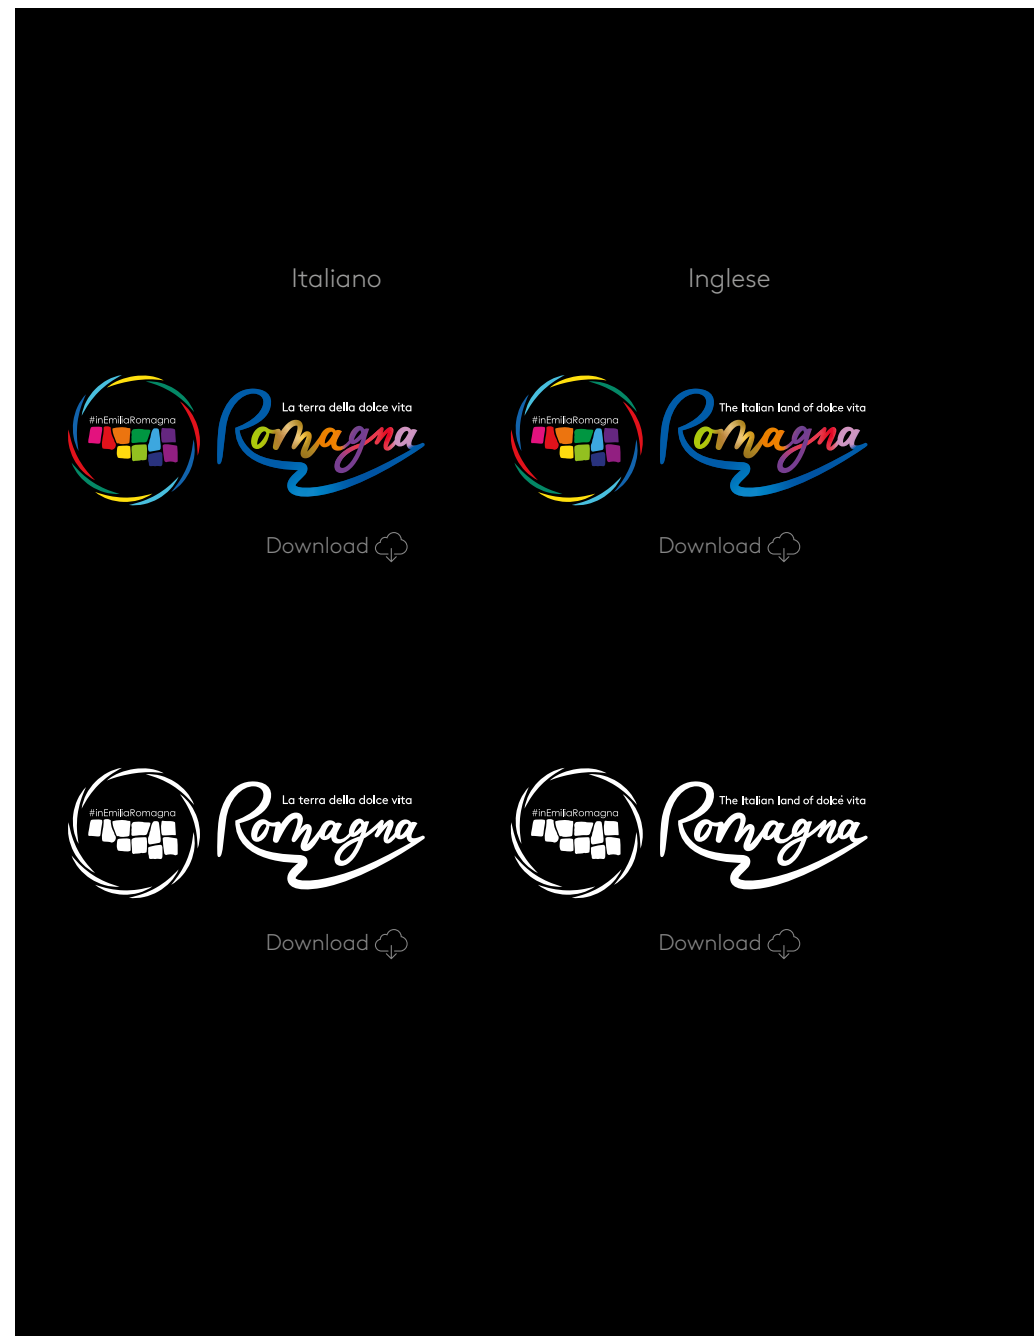 Italiano
Inglese
#inEmiliaRomagna
La terra della dolce vita
Romagna
#inEmiliaRomagna
The Italian land of dolce vita
Romagna
Download
Download
#inEmiliaRomagna
La terra della dolce vita
Romagna
#inEmiliaRomagna
The Italian land of dolce vita
Romagna
Download
Download